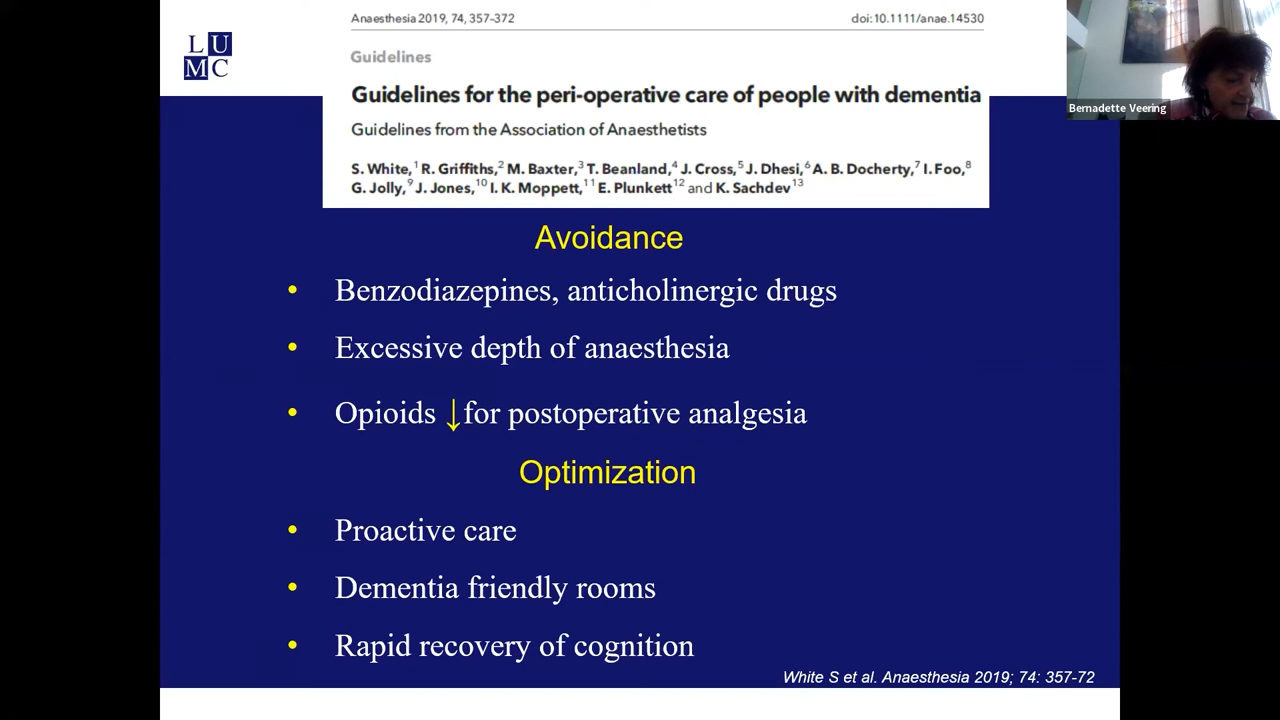 Anaesthesia 2019, 74, 357-372
doi:10.1111/anae.14530
L U
M C
Guidelines
Guidelines for the peri-operative care of people with dementia
Guidelines from the Association of Anaesthetists
S. White,1 R. Griffiths,2 M. Baxter,3 T. Beanland,4 J. Cross,5 J. Dhesi,6 A. B. Docherty,7 I. Foo,8
G. Jolly,9 J. Jones,10 I. K. Moppett,11 E. Plunkett12 and K. Sachdev13
Bernadette Veering
Avoidance
• Benzodiazepines, anticholinergic drugs
• Excessive depth of anaesthesia
• Opioids ↓for postoperative analgesia
Optimization
• Proactive care
• Dementia friendly rooms
• Rapid recovery of cognition
White S et al. Anaesthesia 2019; 74: 357-72